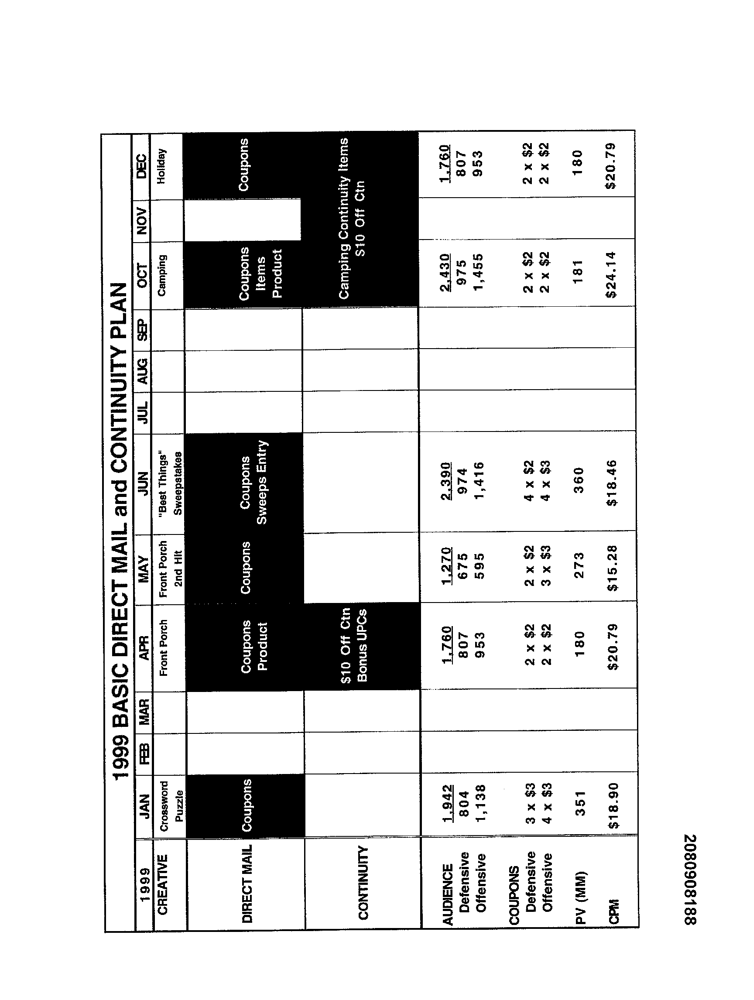 1999 BASIC DIRECT MAIL and CONTINUITY PLAN
1999 JAN FEB MAR APR MAY JUN JUL AUG SEP OCT NOV DEC
CREATIVE Crossword Puzzle Front Porch Front Porch 2nd Hit "Best Things" Sweepstakes Camping Holiday
DIRECT MAIL Coupons Coupons Product Coupons Coupons Sweeps Entry Coupons Items Product Coupons
CONTINUITY $10 Off Ctn Bonus UPCs Camping Continuity Items $10 Off Ctn
AUDIENCE 1,942 1,760 1,270 2,390 2,430 1,760
Defensive 804 807 675 974 975 807
Offensive 1,138 953 595 1,416 1,455 953
COUPONS
Defensive 3 x $3 2 x $2 2 x $2 4 x $2 2 x $2 2 x $2
Offensive 4 x $3 2 x $2 3 x $3 4 x $3 2 x $2 2 x $2
PV (MM) 351 180 273 360 181 180
CPM $18.90 $20.79 $15.28 $18.46 $24.14 $20.79
2080908188